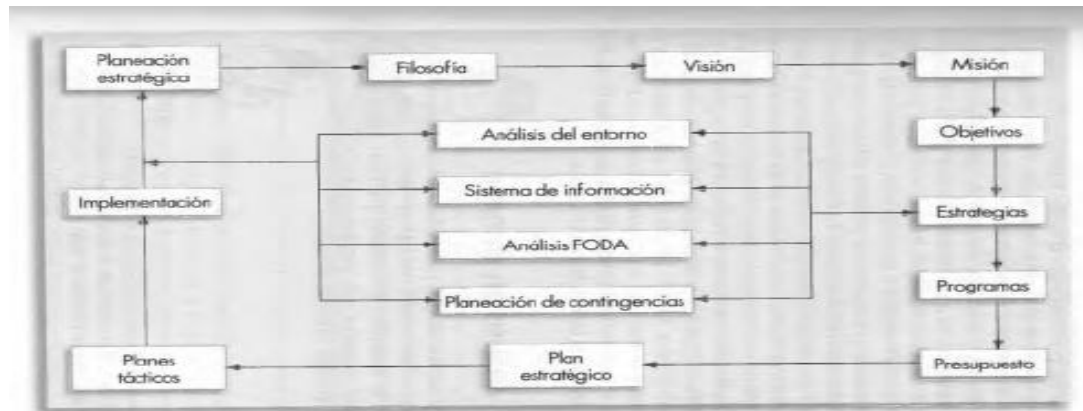 Planeación
estratégica
Filosofía
Visión
Misión
Análisis del entorno
Objetivos
Sistema de información
Implementación
Estrategias
Análisis FODA
Programas
Planeación de contingencias
Planes
tácticos
Plan
estratégico
Presupuesto